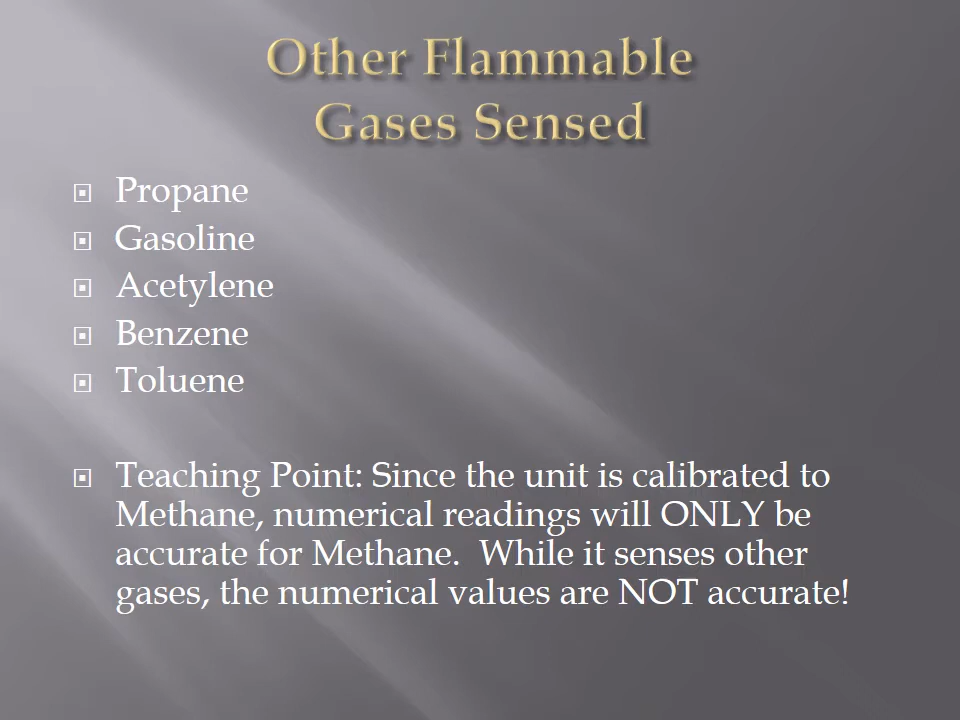 Other Flammable
Gases Sensed
Propane
Gasoline
Acetylene
Benzene
Toluene
Teaching Point: Since the unit is calibrated to
Methane, numerical readings will ONLY be
accurate for Methane.  While it senses other
gases, the numerical values are NOT accurate!